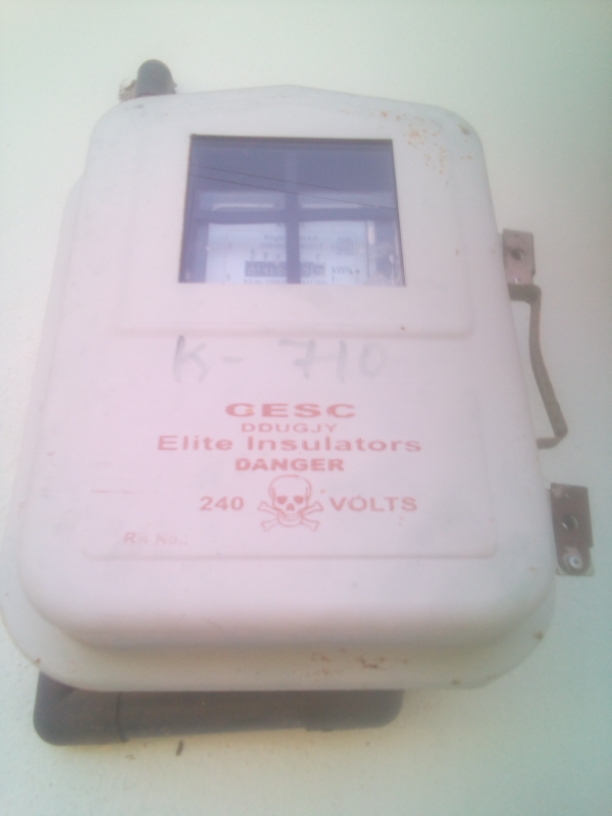 K-710
GESC
DDUGJY
Elite Insulators
DANGER
240 VOLTS